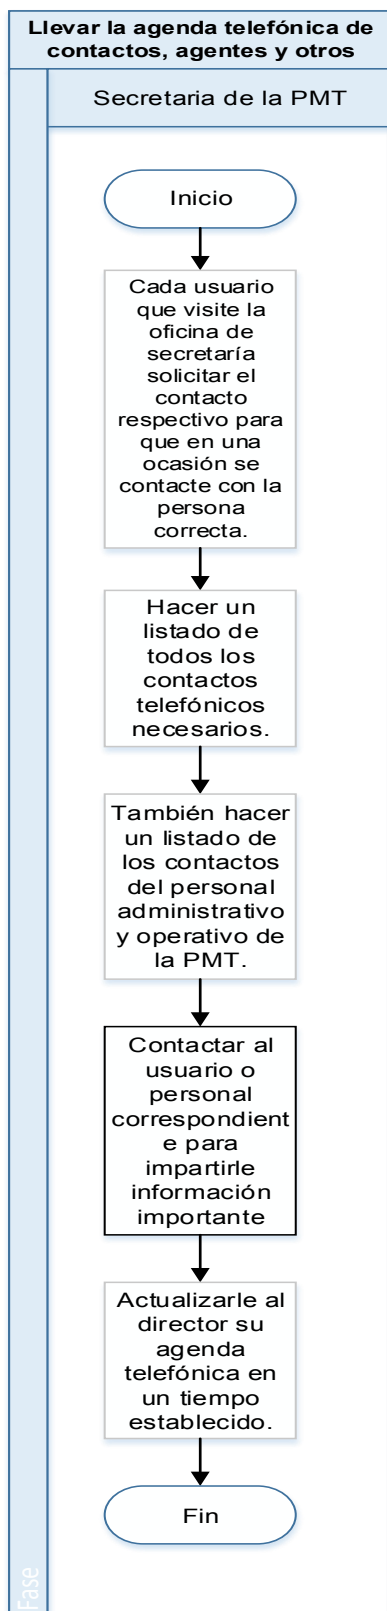 Llevar la agenda telefónica de
contactos, agentes y otros
Secretaria de la PMT
Inicio
Cada usuario
que visite la
oficina de
secretaría
solicitar el
contacto
respectivo para
que en una
ocasión se
contacte con la
persona
correcta.
Hacer un
listado de
todos los
contactos
telefónicos
necesarios.
También hacer
un listado de
los contactos
del personal
administrativo
y operativo de
la PMT.
Contactar al
usuario o
personal
correspondient
e para
impartirle
información
importante
Actualizarle al
director su
agenda
telefónica en
un tiempo
establecido.
Fin
Fase